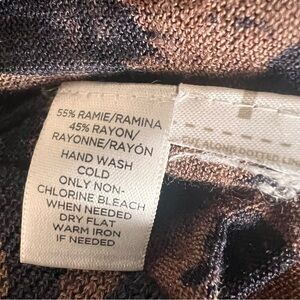 55% RAMIE/RAMINA
45% RAYON/
RAYONNE/RAYÓN
HAND WASH
COLD
ONLY NON-
CHLORINE BLEACH
WHEN NEEDED
DRY FLAT
WARM IRON
IF NEEDED